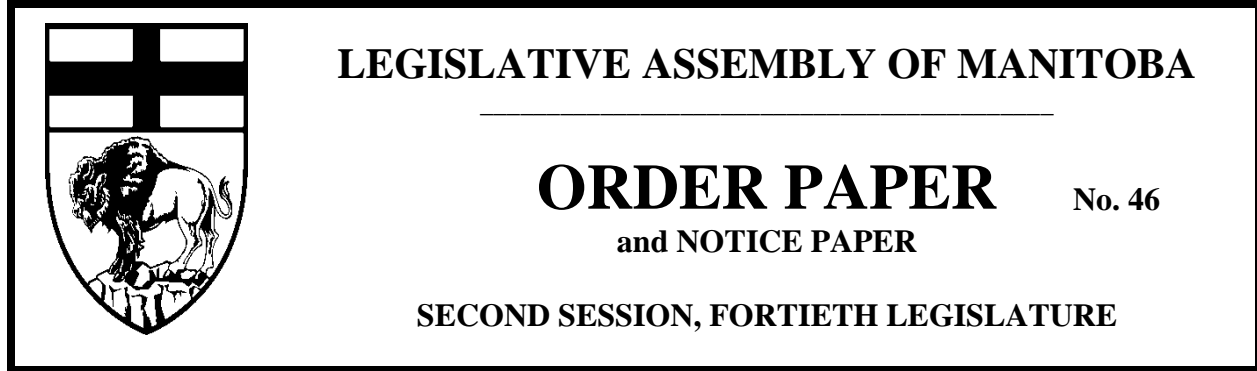 LEGISLATIVE ASSEMBLY OF MANITOBA
ORDER PAPER No. 46
and NOTICE PAPER
SECOND SESSION, FORTIETH LEGISLATURE